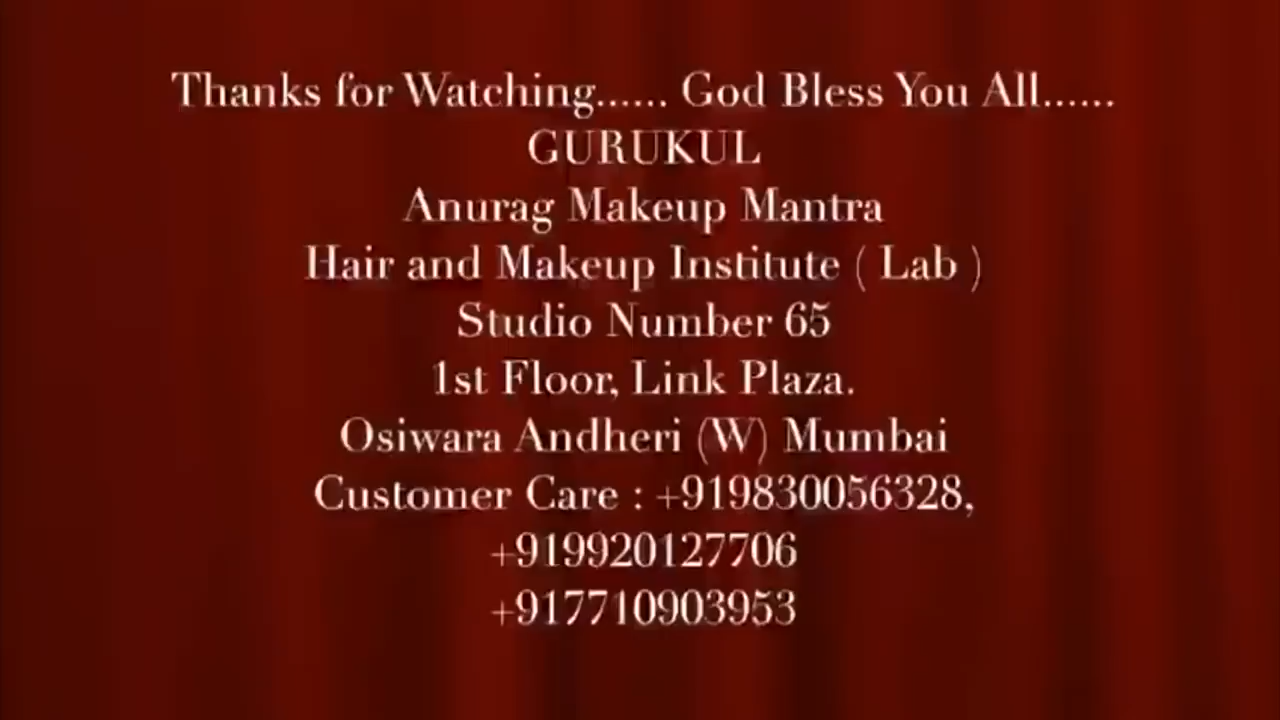 Thanks for Watching...... God Bless You All......
GURUKUL
Anurag Makeup Mantra
Hair and Makeup Institute ( Lab )
Studio Number 65
1st Floor, Link Plaza.
Osiwara Andheri (W) Mumbai
Customer Care : +919830056328,
+919920127706
+917710903953